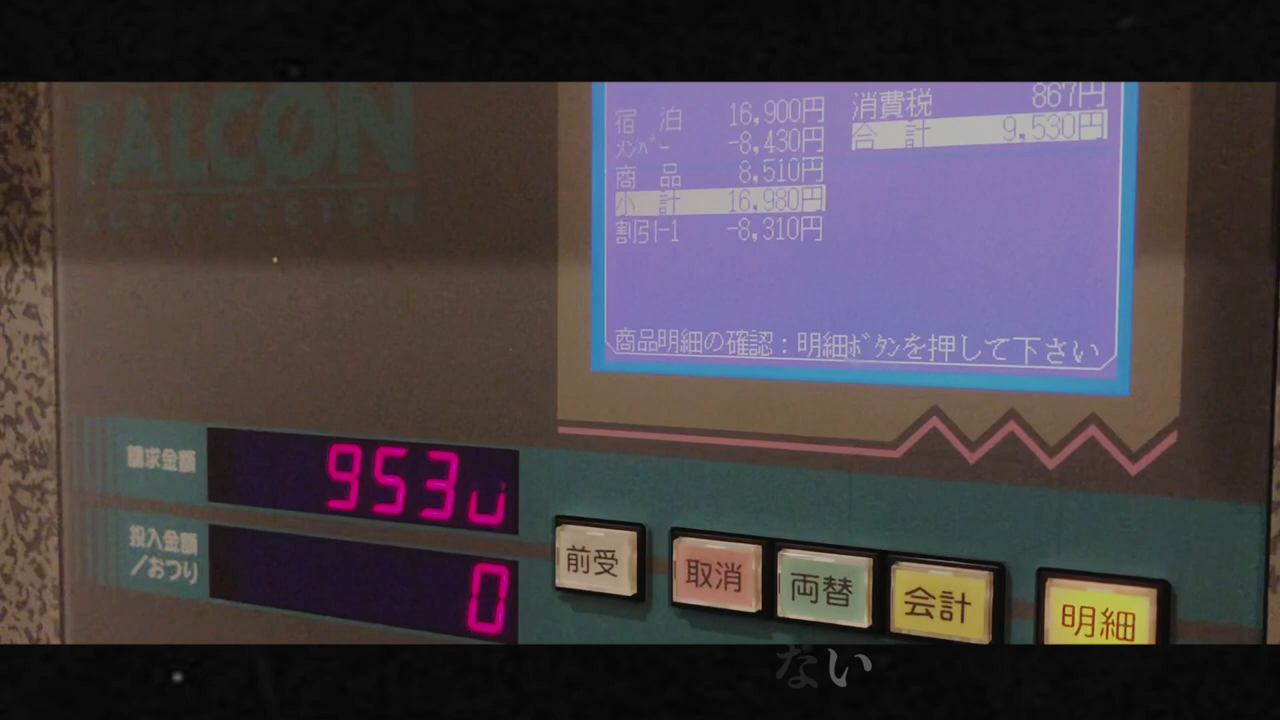 FALCON
AUTO SYSTEM
宿 泊 16,900円
ﾒﾝﾊﾞｰ -8,430円
商 品 8,510円
小 計 16,980円
割引-1 -8,310円
消費税 867円
合 計 9,530円
商品明細の確認：明細ﾎﾞﾀﾝを押して下さい
請求金額 953
投入金額
/おつり 0
前受 取消 両替 会計 明細
ない